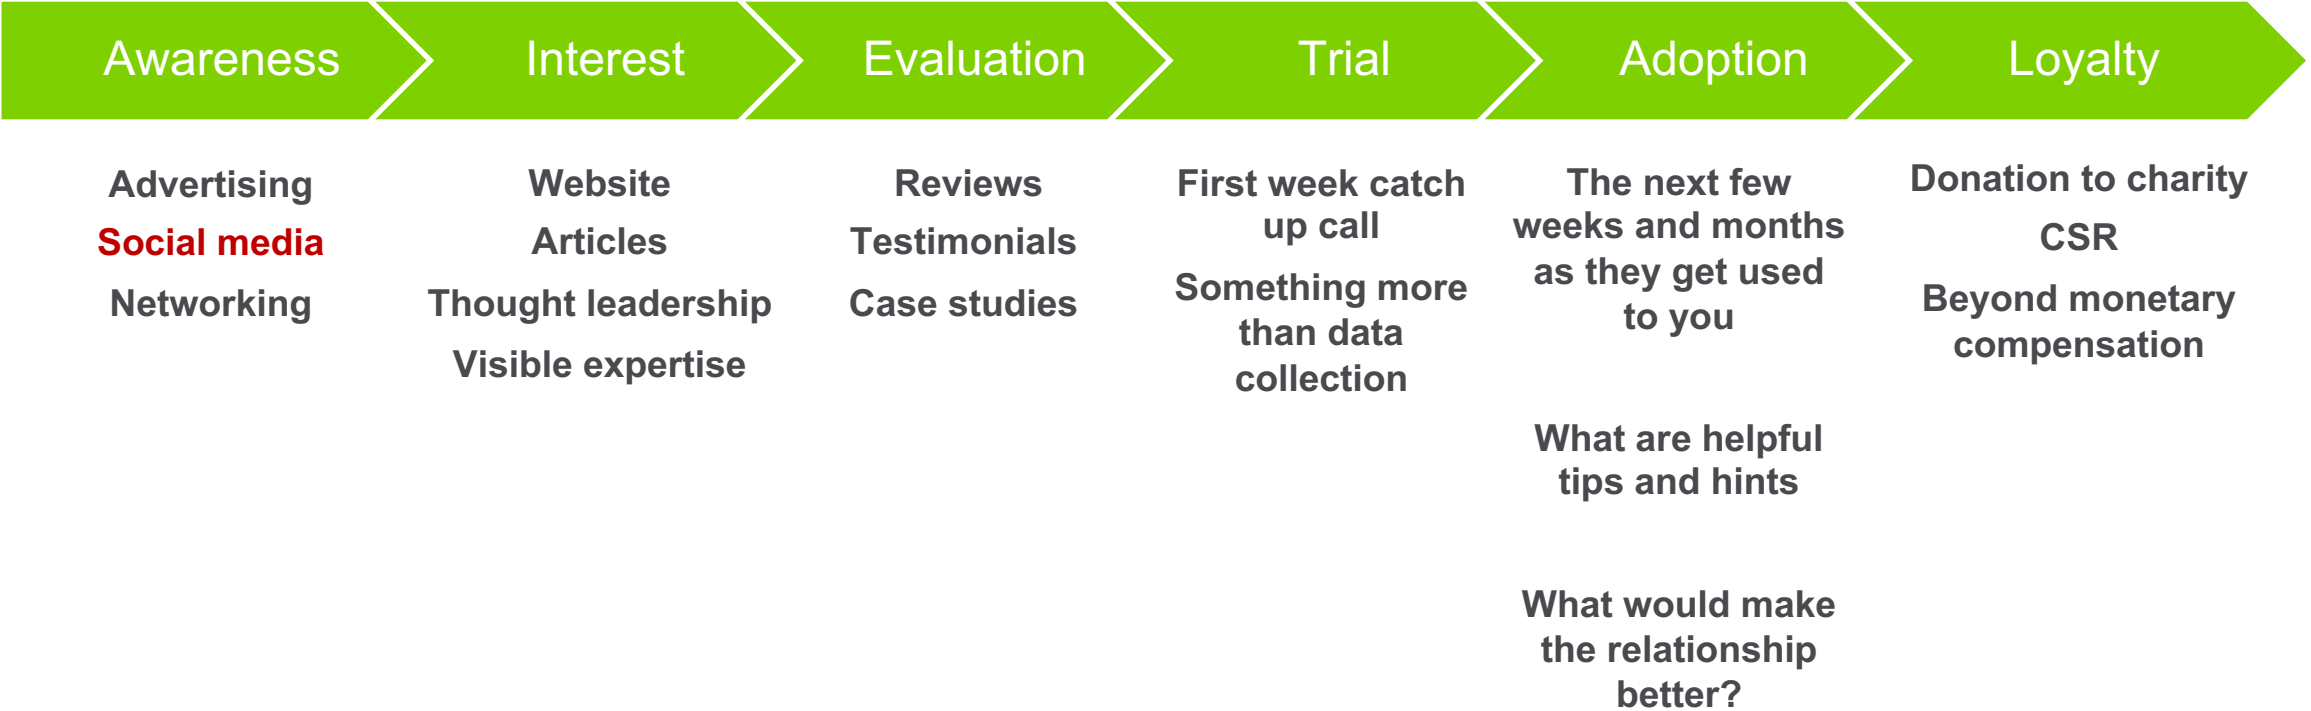 Awareness
Interest
Evaluation
Trial
Adoption
Loyalty
Advertising
Social media
Networking
Website
Articles
Thought leadership
Visible expertise
Reviews
Testimonials
Case studies
First week catch
up call
Something more
than data
collection
The next few
weeks and months
as they get used
to you
What are helpful
tips and hints
What would make
the relationship
better?
Donation to charity
CSR
Beyond monetary
compensation